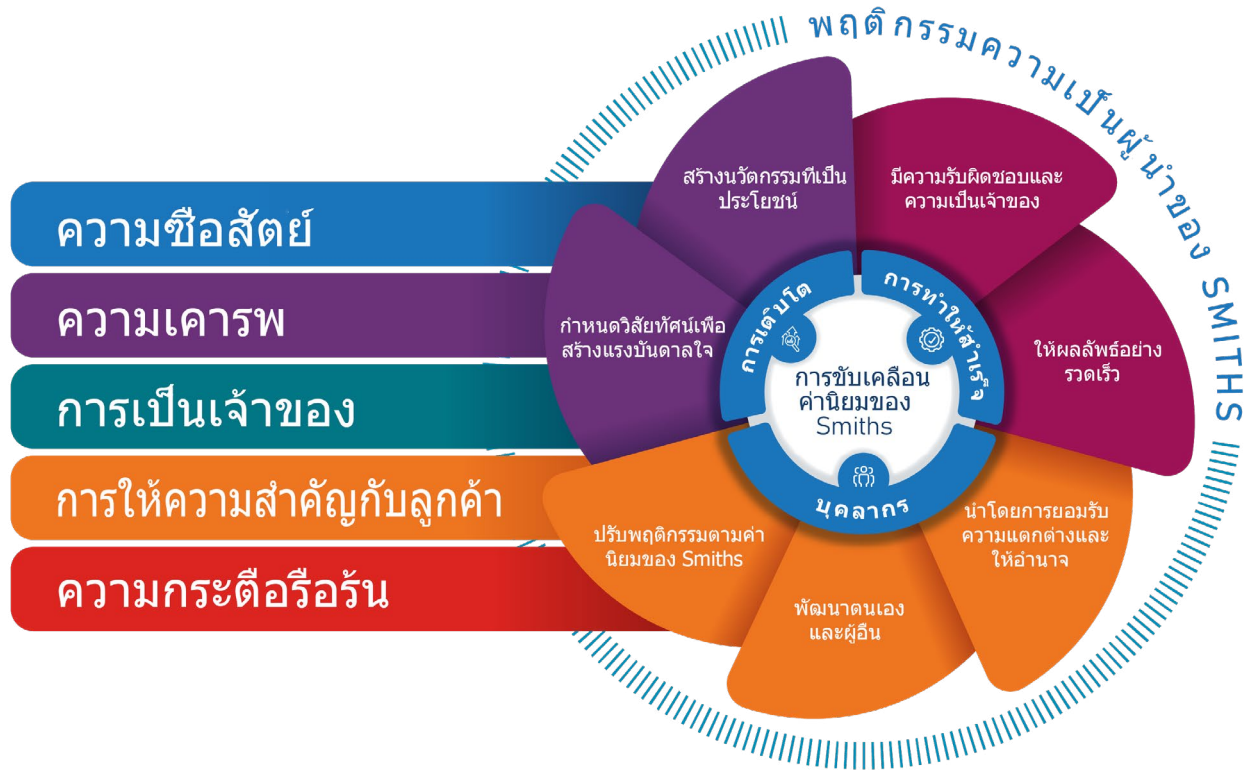 พฤติกรรมความเป็นผู้นำของ SMITHS
ความซื่อสัตย์
ความเคารพ
การเป็นเจ้าของ
การให้ความสำคัญกับลูกค้า
ความกระตือรือร้น
สร้างนวัตกรรมที่เป็น
ประโยชน์
มีความรับผิดชอบและ
ความเป็นเจ้าของ
กำหนดวิสัยทัศน์เพื่อ
สร้างแรงบันดาลใจ
ให้ผลลัพธ์อย่าง
รวดเร็ว
การเติบโต
การทำให้สำเร็จ
การขับเคลื่อน
ค่านิยมของ
Smiths
บุคลากร
ปรับพฤติกรรมตามค่า
นิยมของ Smiths
พัฒนาตนเอง
และผู้อื่น
นำโดยการยอมรับ
ความแตกต่างและ
ให้อำนาจ